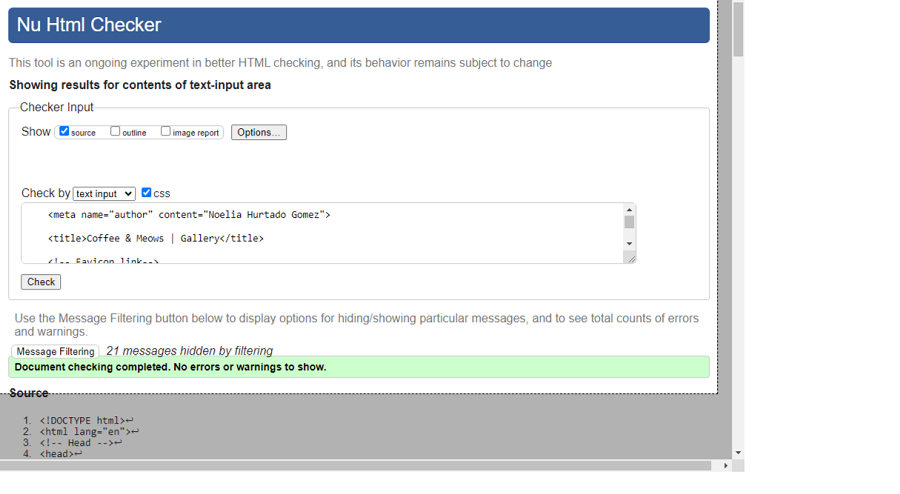 Nu Html Checker
This tool is an ongoing experiment in better HTML checking, and its behavior remains subject to change
Showing results for contents of text-input area
Checker Input
Show source outline image report Options...
Check by text input css
<meta name="author" content="Noelia Hurtado Gomez">
<title>Coffee & Meows | Gallery</title>
<!-- Favicon link-->
Check
Use the Message Filtering button below to display options for hiding/showing particular messages, and to see total counts of errors
and warnings.
Message Filtering 21 messages hidden by filtering
Document checking completed. No errors or warnings to show.
Source
1. <!DOCTYPE html>↩
2. <html lang="en">↩
3. <!-- Head -->↩
4. <head>↩